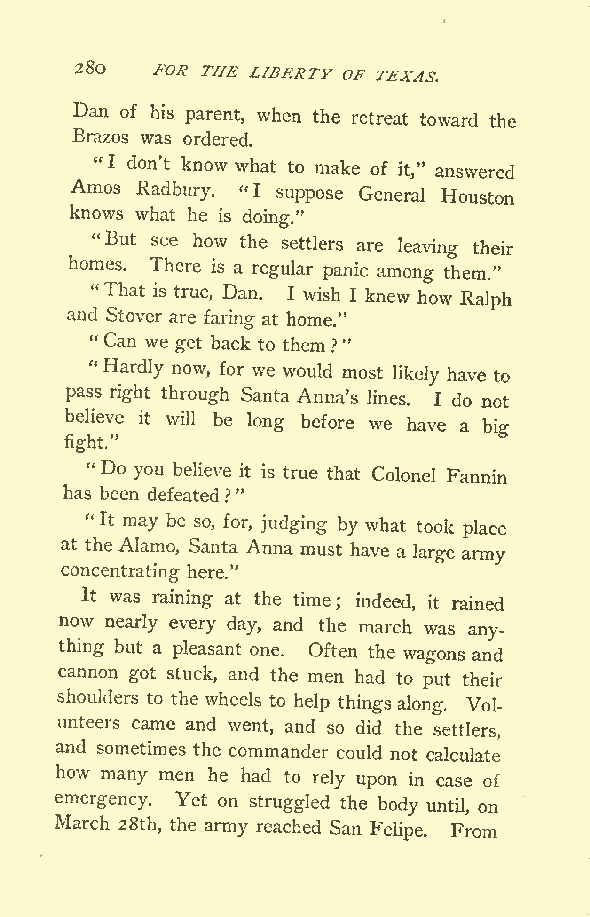 280 FOR THE LIBERTY OF TEXAS.
Dan of his parent, when the retreat toward the
Brazos was ordered.
“I don’t know what to make of it,” answered
Amos Radbury. “I suppose General Houston
knows what he is doing.”
“But see how the settlers are leaving their
homes. There is a regular panic among them.”
“That is true, Dan. I wish I knew how Ralph
and Stover are faring at home.”
“Can we get back to them?”
“Hardly now, for we would most likely have to
pass right through Santa Anna’s lines. I do not
believe it will be long before we have a big
fight.”
“Do you believe it is true that Colonel Fannin
has been defeated?”
“It may be so, for, judging by what took place
at the Alamo, Santa Anna must have a large army
concentrating here.”
It was raining at the time; indeed, it rained
now nearly every day, and the march was any-
thing but a pleasant one. Often the wagons and
cannon got stuck, and the men had to put their
shoulders to the wheels to help things along. Vol-
unteers came and went, and so did the settlers,
and sometimes the commander could not calculate
how many men he had to rely upon in case of
emergency. Yet on struggled the body until, on
March 28th, the army reached San Felipe. From